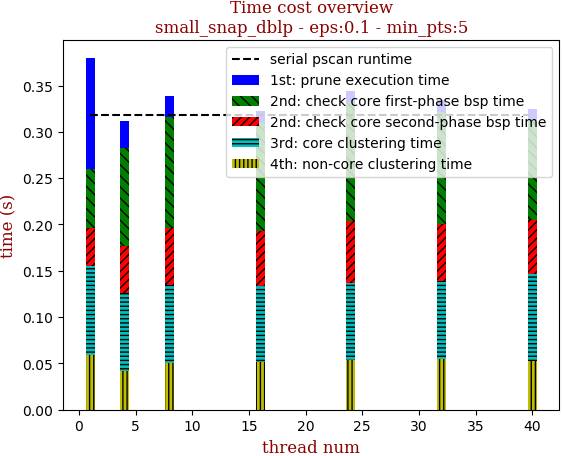 Time cost overview
small_snap_dblp - eps:0.1 - min_pts:5
serial pscan runtime
1st: prune execution time
2nd: check core first-phase bsp time
2nd: check core second-phase bsp time
3rd: core clustering time
4th: non-core clustering time
time (s)
0.35
0.30
0.25
0.20
0.15
0.10
0.05
0.00
0 5 10 15 20 25 30 35 40
thread num